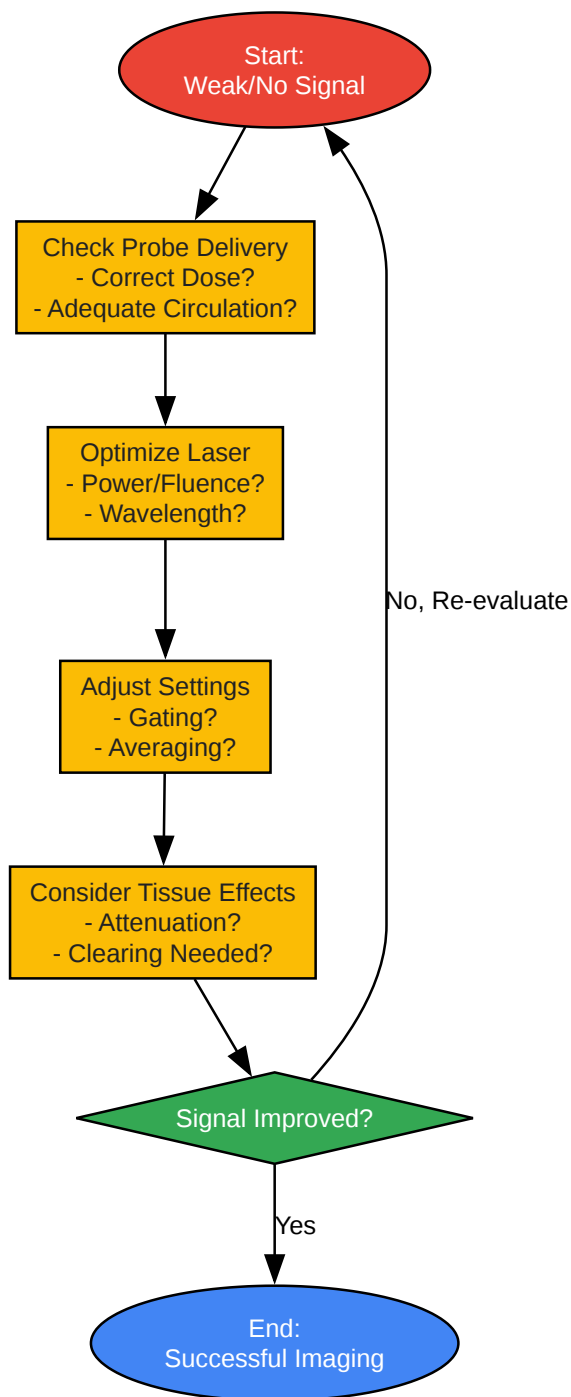 Start:
Weak/No Signal
Check Probe Delivery
- Correct Dose?
- Adequate Circulation?
Optimize Laser
- Power/Fluence?
- Wavelength?
No, Re-evaluate
Adjust Settings
- Gating?
- Averaging?
Consider Tissue Effects
- Attenuation?
- Clearing Needed?
Signal Improved?
Yes
End:
Successful Imaging